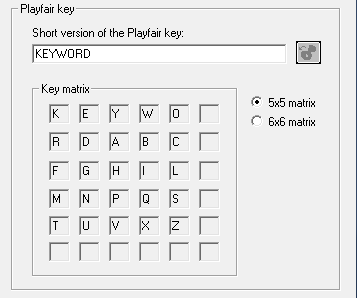 Playfair key
Short version of the Playfair key:
KEYWORD
Key matrix
K E Y W O
R D A B C
F G H I L
M N P Q S
T U V X Z
5x5 matrix
6x6 matrix